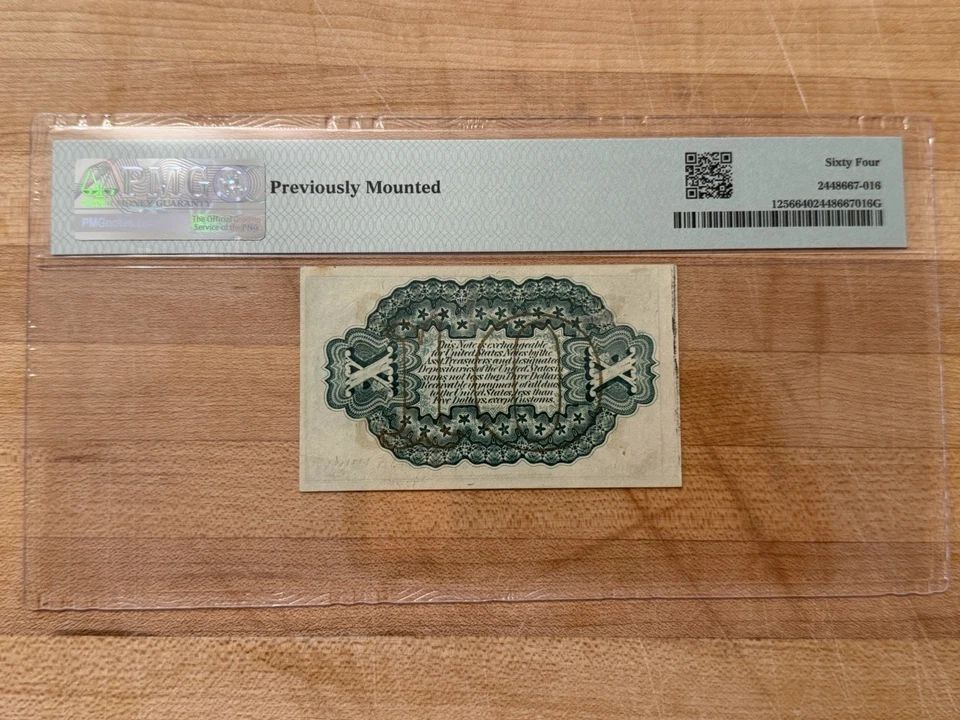 PMG
MONEY GUARANTY
The Official Grading
Service of the PNG
Previously Mounted
Sixty Four
2448667-016
12566402448667016G
This Note is exchangeable
for United States Notes by the
Asst. Treasurers and designated
Depositaries of the United States in
sums not less than Three Dollars
Receivable in payment of all dues
to the United States, less than
Five Dollars, except Customs.
X X